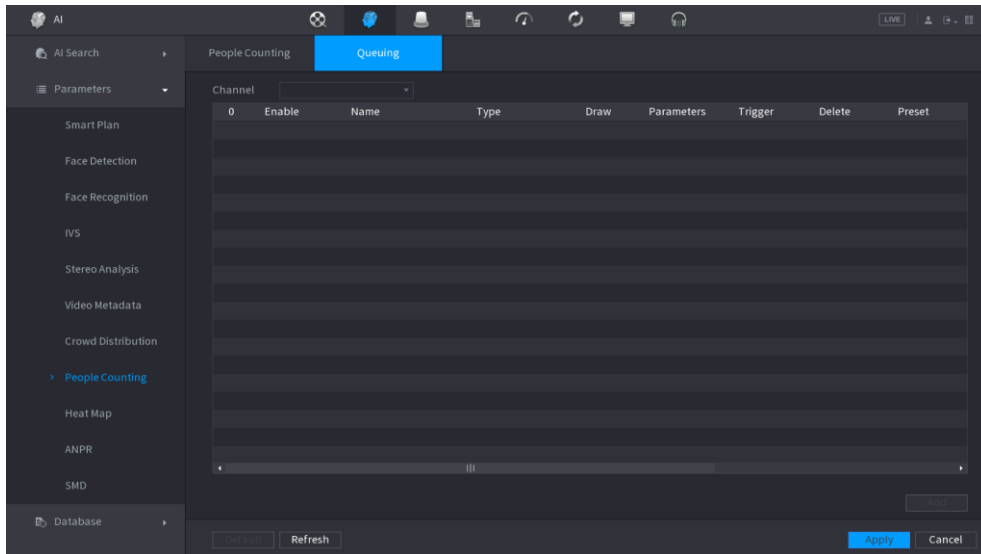 AI
LIVE
AI Search
People Counting
Queuing
Parameters
Channel
0 Enable Name Type Draw Parameters Trigger Delete Preset
Smart Plan
Face Detection
Face Recognition
IVS
Stereo Analysis
Video Metadata
Crowd Distribution
People Counting
Heat Map
ANPR
SMD
Add
Database
Default
Refresh
Apply
Cancel